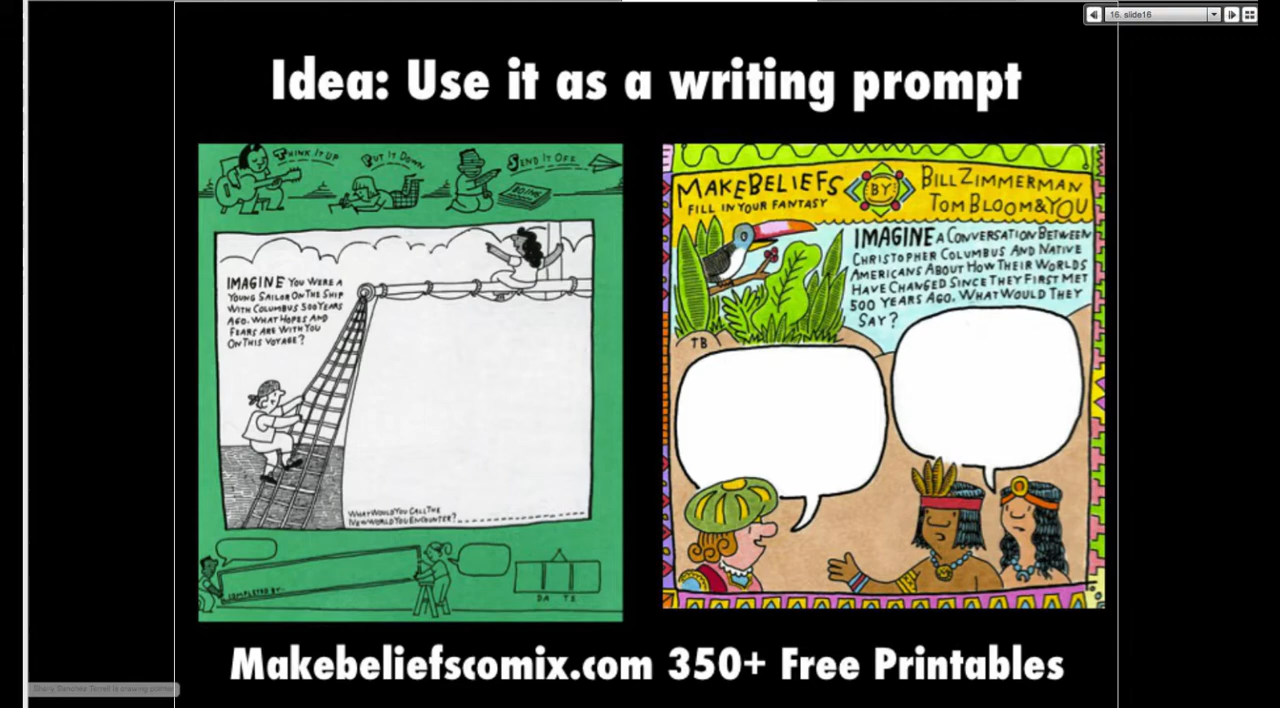 16. slide16
Idea: Use it as a writing prompt
THINK IT UP
PUT IT DOWN
SEND IT OFF
IMAGINE YOU WERE A
YOUNG SAILOR ON THE SHIP
WITH COLUMBUS 500 YEARS
AGO. WHAT HOPES AND
FEARS ARE WITH YOU
ON THIS VOYAGE?
WHAT WOULD YOU CALL THE
NEW WORLD YOU ENCOUNTER?
COMPLETED BY:
DA TE
MAKEBELIEFS
FILL IN YOUR FANTASY
BY
BILL ZIMMERMAN
TOM BLOOM & YOU
IMAGINE A CONVERSATION BETWEEN
CHRISTOPHER COLUMBUS AND NATIVE
AMERICANS ABOUT HOW THEIR WORLDS
HAVE CHANGED SINCE THEY FIRST MET
500 YEARS AGO. WHAT WOULD THEY
SAY?
TB
Makebeliefscomix.com 350+ Free Printables